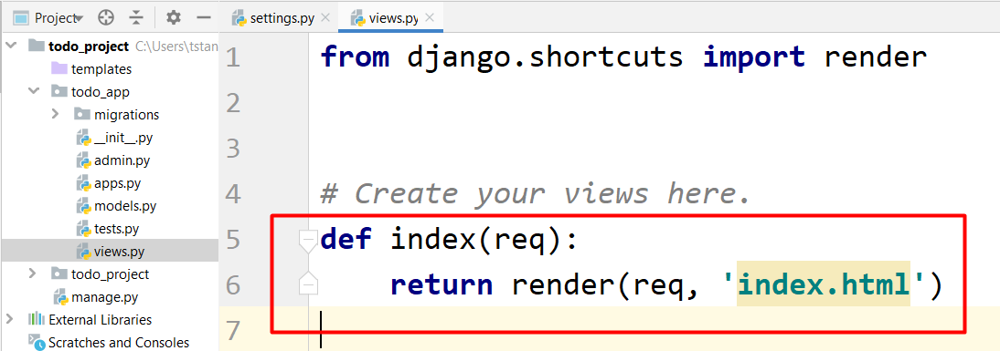 Project
settings.py
views.py
todo_project C:\Users\tstan
templates
todo_app
migrations
__init__.py
admin.py
apps.py
models.py
tests.py
views.py
todo_project
manage.py
External Libraries
Scratches and Consoles
1 from django.shortcuts import render
2
3
4 # Create your views here.
5 def index(req):
6 return render(req, 'index.html')
7